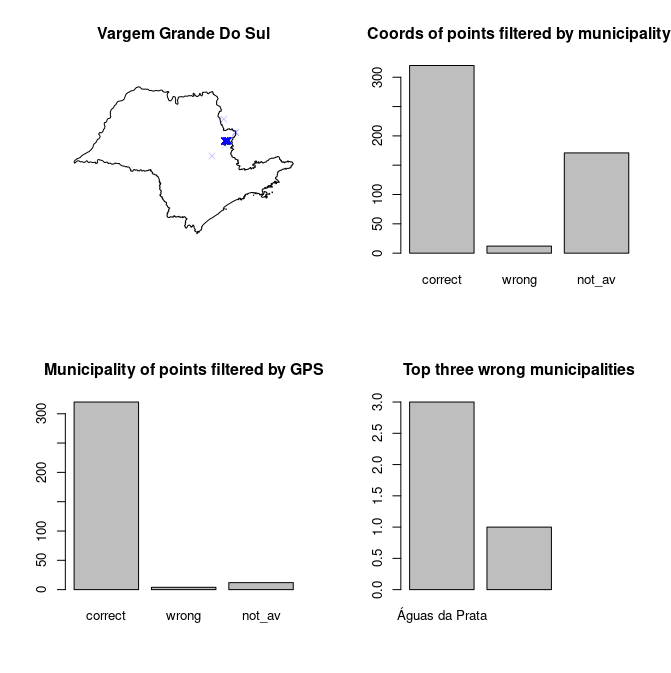 Vargem Grande Do Sul
Coords of points filtered by municipality
300
200
100
50
0
correct wrong not_av
Municipality of points filtered by GPS
300
200
100
50
0
correct wrong not_av
Top three wrong municipalities
3.0
2.5
2.0
1.5
1.0
0.5
0.0
Águas da Prata